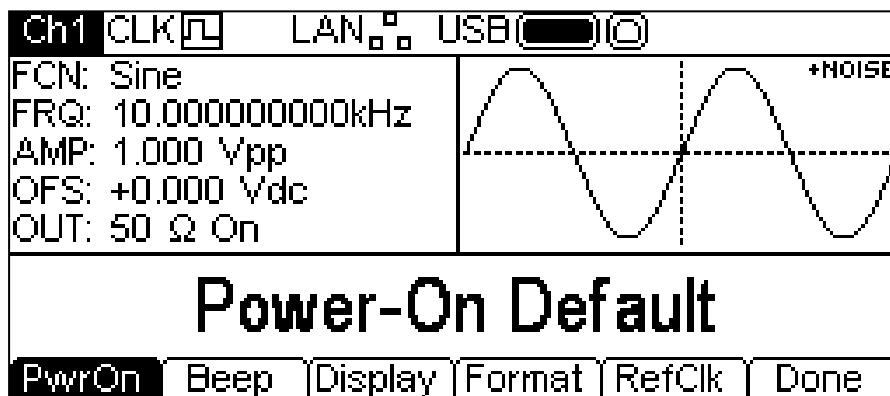 Ch1 CLK LAN USB
FCN: Sine
FRQ: 10.000000000kHz
AMP: 1.000 Vpp
OFS: +0.000 Vdc
OUT: 50 Ω On
+NOISE
Power-On Default
PwrOn Beep Display Format RefClk Done